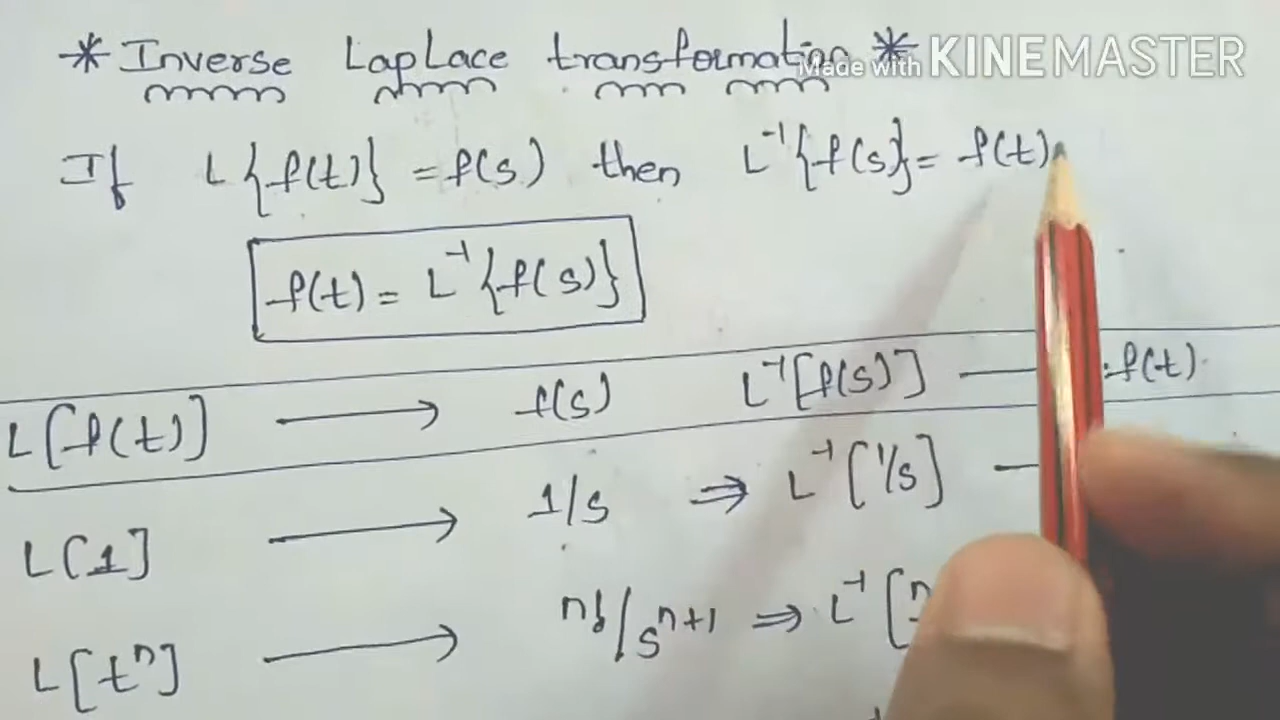 * Inverse Laplace transformation *
Made with KINEMASTER
If L{f(t)} = f(s) then L⁻¹{f(s)} = f(t)
f(t) = L⁻¹{f(s)}
L[f(t)] → f(s) L⁻¹[f(s)] — f(t).
L[1] → 1/s ⇒ L⁻¹[1/s] —
L[tⁿ] → n!/sⁿ⁺¹ ⇒ L⁻¹[n